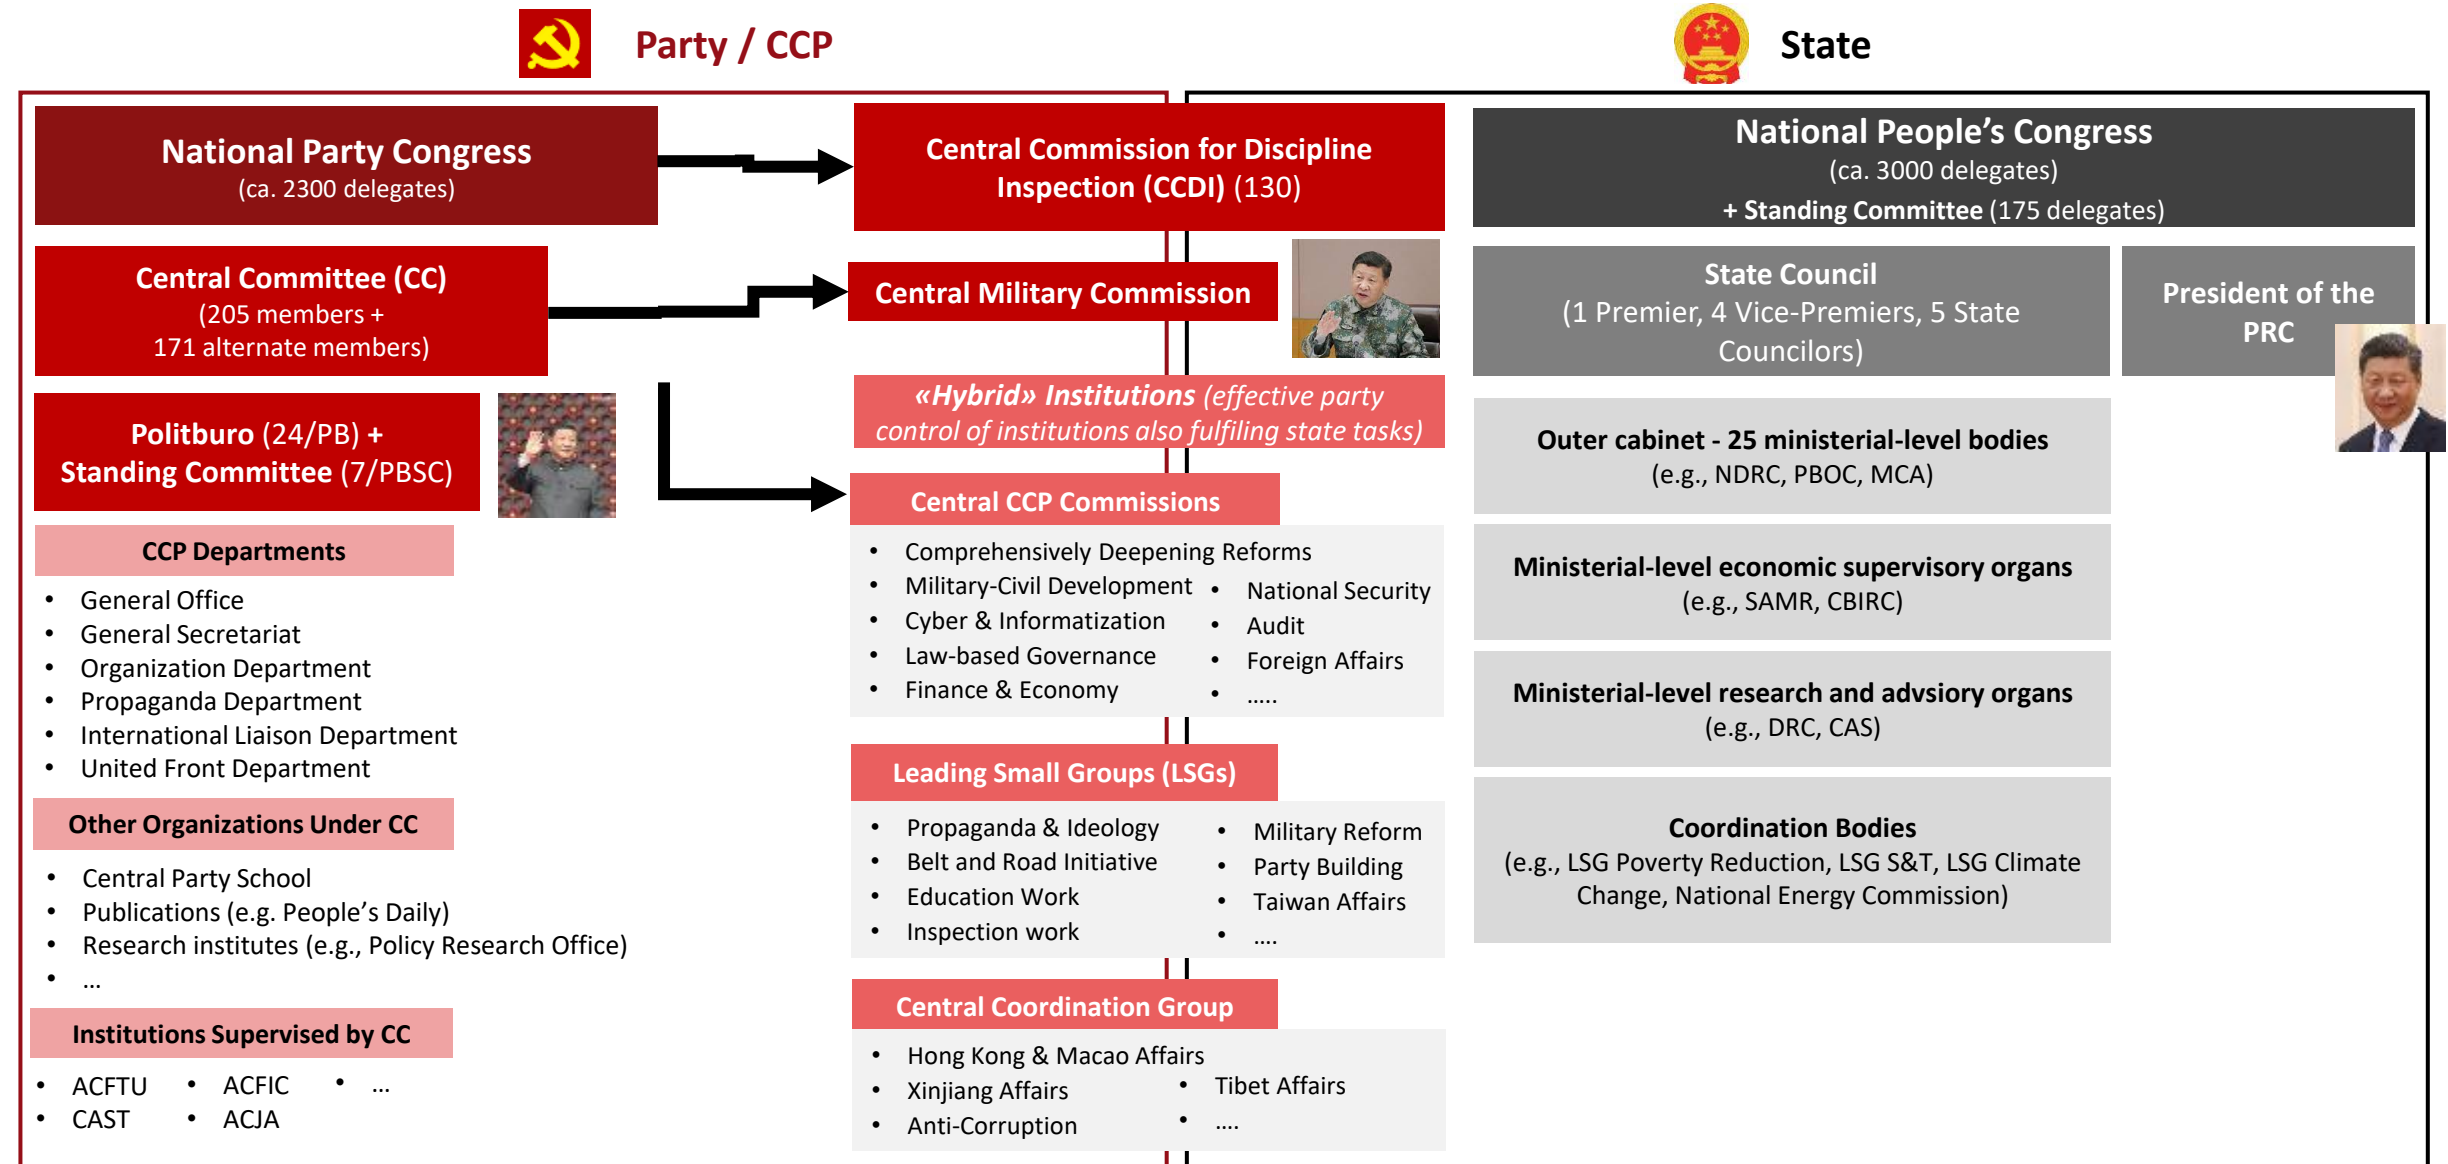 Party / CCP
State
National Party Congress
(ca. 2300 delegates)
Central Committee (CC)
(205 members +
171 alternate members)
Politburo (24/PB) +
Standing Committee (7/PBSC)
CCP Departments
• General Office
• General Secretariat
• Organization Department
• Propaganda Department
• International Liaison Department
• United Front Department
Other Organizations Under CC
• Central Party School
• Publications (e.g. People's Daily)
• Research institutes (e.g., Policy Research Office)
• ...
Institutions Supervised by CC
• ACFTU
• CAST
• ACFIC
• ACJA
• ...
Central Commission for Discipline
Inspection (CCDI) (130)
Central Military Commission
«Hybrid» Institutions (effective party
control of institutions also fulfiling state tasks)
Central CCP Commissions
• Comprehensively Deepening Reforms
• Military-Civil Development
• Cyber & Informatization
• Law-based Governance
• Finance & Economy
• National Security
• Audit
• Foreign Affairs
• .....
Leading Small Groups (LSGs)
• Propaganda & Ideology
• Belt and Road Initiative
• Education Work
• Inspection work
• Military Reform
• Party Building
• Taiwan Affairs
• ....
Central Coordination Group
• Hong Kong & Macao Affairs
• Xinjiang Affairs
• Anti-Corruption
• Tibet Affairs
• ....
National People's Congress
(ca. 3000 delegates)
+ Standing Committee (175 delegates)
State Council
(1 Premier, 4 Vice-Premiers, 5 State
Councilors)
President of the
PRC
Outer cabinet - 25 ministerial-level bodies
(e.g., NDRC, PBOC, MCA)
Ministerial-level economic supervisory organs
(e.g., SAMR, CBIRC)
Ministerial-level research and advsiory organs
(e.g., DRC, CAS)
Coordination Bodies
(e.g., LSG Poverty Reduction, LSG S&T, LSG Climate
Change, National Energy Commission)